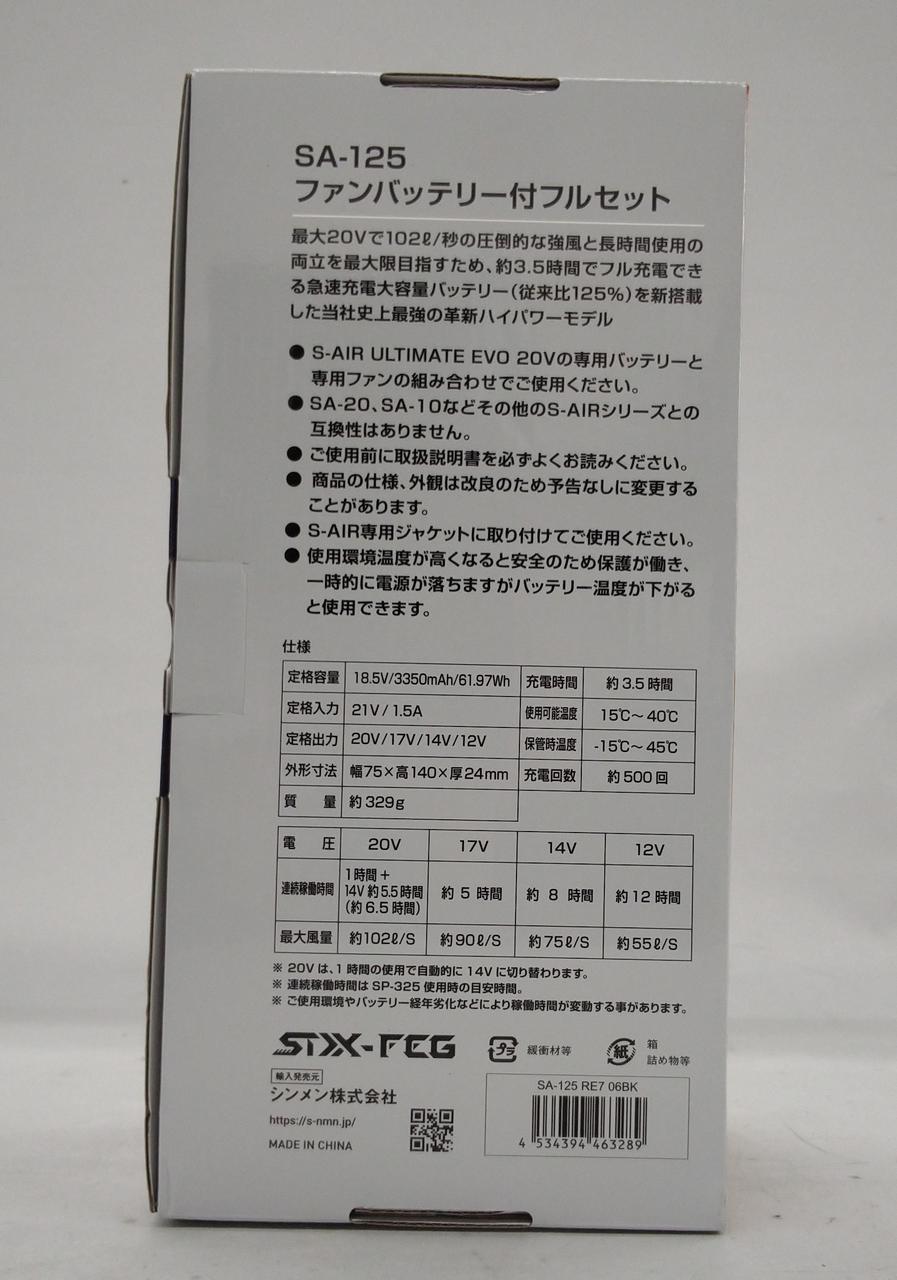 SA-125
ファンバッテリー付フルセット
最大20Vで102ℓ/秒の圧倒的な強風と長時間使用の
両立を最大限目指すため、約3.5時間でフル充電でき
る急速充電大容量バッテリー(従来比125%)を新搭載
した当社史上最強の革新ハイパワーモデル
● S-AIR ULTIMATE EVO 20Vの専用バッテリーと
専用ファンの組み合わせでご使用ください。
● SA-20、SA-10などその他のS-AIRシリーズとの
互換性はありません。
● ご使用前に取扱説明書を必ずよくお読みください。
● 商品の仕様、外観は改良のため予告なしに変更する
ことがあります。
● S-AIR専用ジャケットに取り付けてご使用ください。
● 使用環境温度が高くなると安全のため保護が働き、
一時的に電源が落ちますがバッテリー温度が下がる
と使用できます。
仕様
定格容量 18.5V/3350mAh/61.97Wh 充電時間 約3.5時間
定格入力 21V/1.5A 使用可能温度 15℃〜40℃
定格出力 20V/17V/14V/12V 保管時温度 -15℃〜45℃
外形寸法 幅75×高140×厚24mm 充電回数 約500回
質 量 約329g
電 圧 20V 17V 14V 12V
連続稼働時間 1時間+ 14V 約5.5時間 (約6.5時間) 約 5 時間 約 8 時間 約12時間
最大風量 約102ℓ/S 約90ℓ/S 約75ℓ/S 約55ℓ/S
※ 20Vは、1時間の使用で自動的に14Vに切り替わります。
※ 連続稼働時間はSP-325使用時の目安時間。
※ ご使用環境やバッテリー経年劣化などにより稼働時間が変動する事があります。
STXX-FEG
プラ 緩衝材等
紙 箱
詰め物等
輸入発売元
シンメン株式会社
https://s-nmn.jp/
MADE IN CHINA
SA-125 RE7 06BK
4 534394 463289